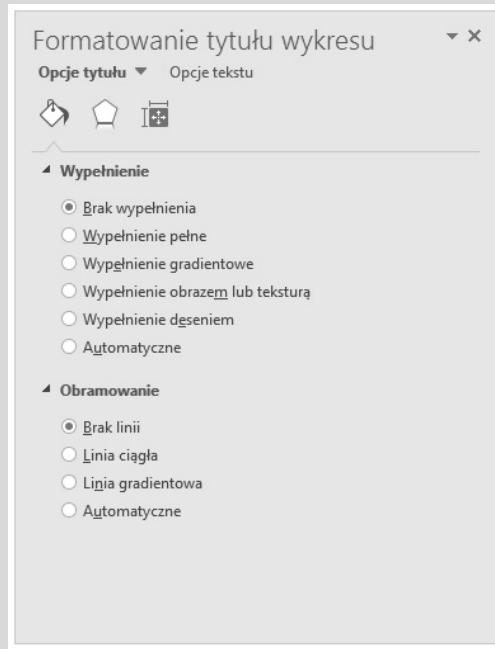 Formatowanie tytułu wykresu
Opcje tytułu Opcje tekstu
Wypełnienie
Brak wypełnienia
Wypełnienie pełne
Wypełnienie gradientowe
Wypełnienie obrazem lub teksturą
Wypełnienie deseniem
Automatyczne
Obramowanie
Brak linii
Linia ciągła
Linia gradientowa
Automatyczne